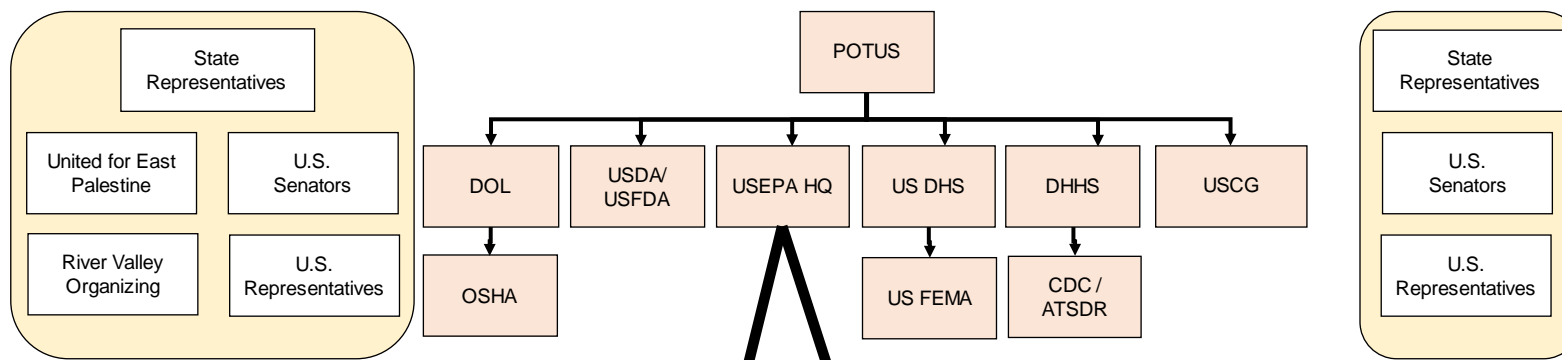 State
Representatives
United for East
Palestine
U.S.
Senators
River Valley
Organizing
U.S.
Representatives
POTUS
DOL
USDA/
USFDA
USEPA HQ
US DHS
DHHS
USCG
OSHA
US FEMA
CDC /
ATSDR
State
Representatives
U.S.
Senators
U.S.
Representatives